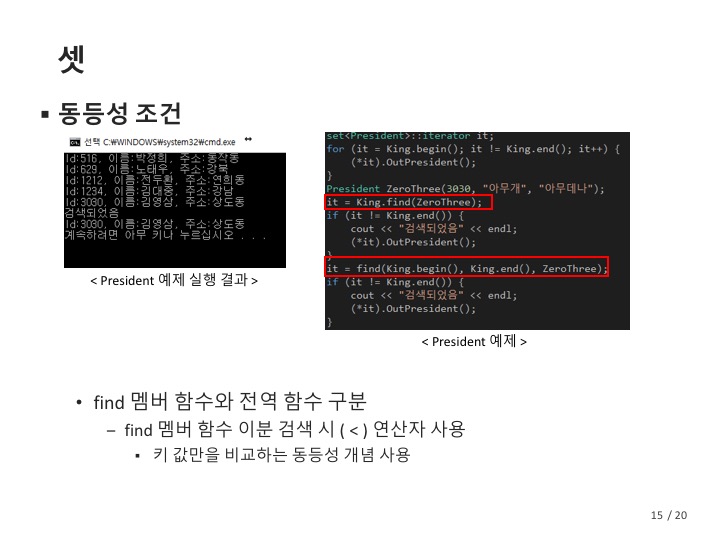 셋
▪ 동등성 조건
선택 C:₩WINDOWS₩system32₩cmd.exe
Id:516, 이름:박정희, 주소:동작동
Id:629, 이름:노태우, 주소:강북
Id:1212, 이름:전두환, 주소:연희동
Id:1234, 이름:김대중, 주소:강남
Id:3030, 이름:김영삼, 주소:상도동
검색되었음
Id:3030, 이름:김영삼, 주소:상도동
계속하려면 아무 키나 누르십시오 . . .
< President 예제 실행 결과 >
set<President>::iterator it;
for (it = King.begin(); it != King.end(); it++) {
(*it).OutPresident();
}
President ZeroThree(3030, "아무개", "아무데나");
it = King.find(ZeroThree);
if (it != King.end()) {
cout << "검색되었음" << endl;
(*it).OutPresident();
}
it = find(King.begin(), King.end(), ZeroThree);
if (it != King.end()) {
cout << "검색되었음" << endl;
(*it).OutPresident();
}
< President 예제 >
• find 멤버 함수와 전역 함수 구분
– find 멤버 함수 이분 검색 시 ( < ) 연산자 사용
▪ 키 값만을 비교하는 동등성 개념 사용
15 / 20